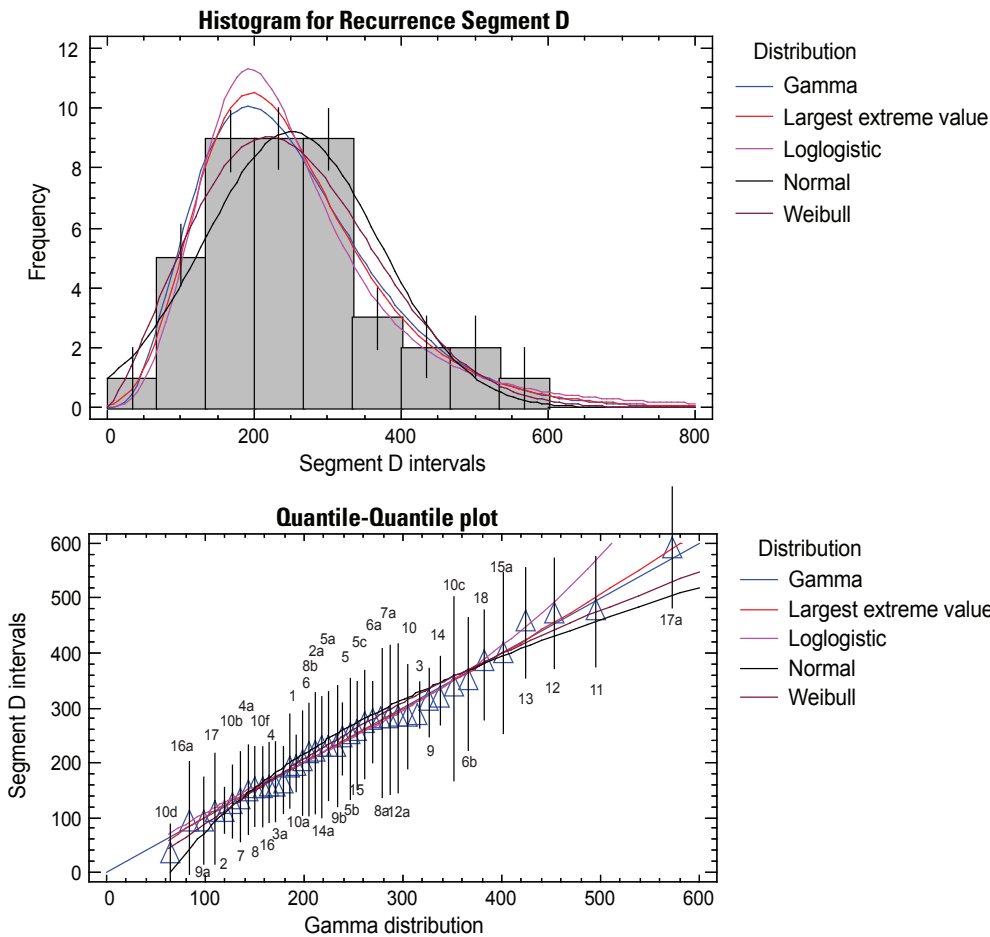 Histogram for Recurrence Segment D
12
10
8
6
4
2
0
Frequency
0 200 400 600 800
Segment D intervals
Distribution
Gamma
Largest extreme value
Loglogistic
Normal
Weibull
Quantile-Quantile plot
600
500
400
300
200
100
0
Segment D intervals
10d
16a
9a
17
2
10b
7
4a
8
10f
16
4
3a
1
10a
6
8b
2a
14a
5a
9b
5
5b
5c
15
6a
7a
8a
12a
10
3
9
14
10c
6b
18
15a
13
12
11
17a
0 100 200 300 400 500 600
Gamma distribution
Distribution
Gamma
Largest extreme value
Loglogistic
Normal
Weibull